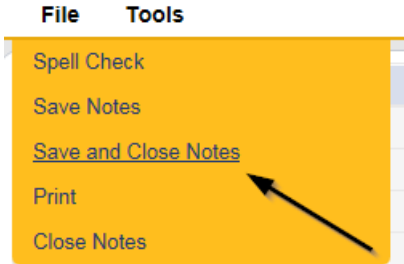 File Tools
Spell Check
Save Notes
Save and Close Notes
Print
Close Notes